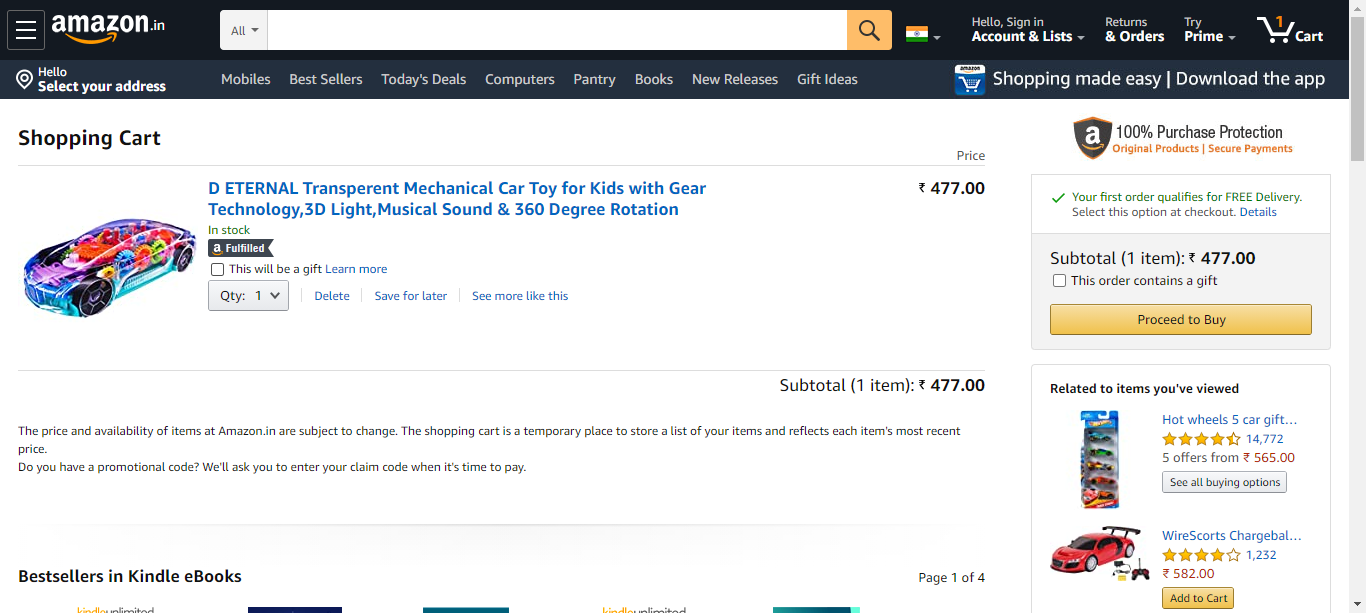 amazon.in
All
Hello, Sign in
Account & Lists
Returns
& Orders
Try
Prime
1
Cart
Hello
Select your address
Mobiles
Best Sellers
Today's Deals
Computers
Pantry
Books
New Releases
Gift Ideas
amazon
Shopping made easy | Download the app
Shopping Cart
Price
D ETERNAL Transperent Mechanical Car Toy for Kids with Gear
Technology,3D Light,Musical Sound & 360 Degree Rotation
₹ 477.00
In stock
a Fulfilled
This will be a gift Learn more
Qty: 1
Delete
Save for later
See more like this
Subtotal (1 item): ₹ 477.00
The price and availability of items at Amazon.in are subject to change. The shopping cart is a temporary place to store a list of your items and reflects each item's most recent
price.
Do you have a promotional code? We'll ask you to enter your claim code when it's time to pay.
Bestsellers in Kindle eBooks
Page 1 of 4
kindleunlimited
kindleunlimited
a 100% Purchase Protection
Original Products | Secure Payments
Your first order qualifies for FREE Delivery.
Select this option at checkout. Details
Subtotal (1 item): ₹ 477.00
This order contains a gift
Proceed to Buy
Related to items you've viewed
Hot wheels 5 car gift…
14,772
5 offers from ₹ 565.00
See all buying options
WireScorts Chargebal…
1,232
₹ 582.00
Add to Cart